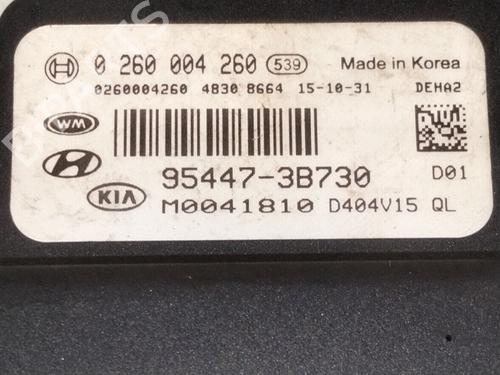 0 260 004 260 539 Made in Korea
0260004260 4830 8664 15-10-31 DEHA2
WM
95447-3B730 D01
KIA M0041810 D404V15 QL